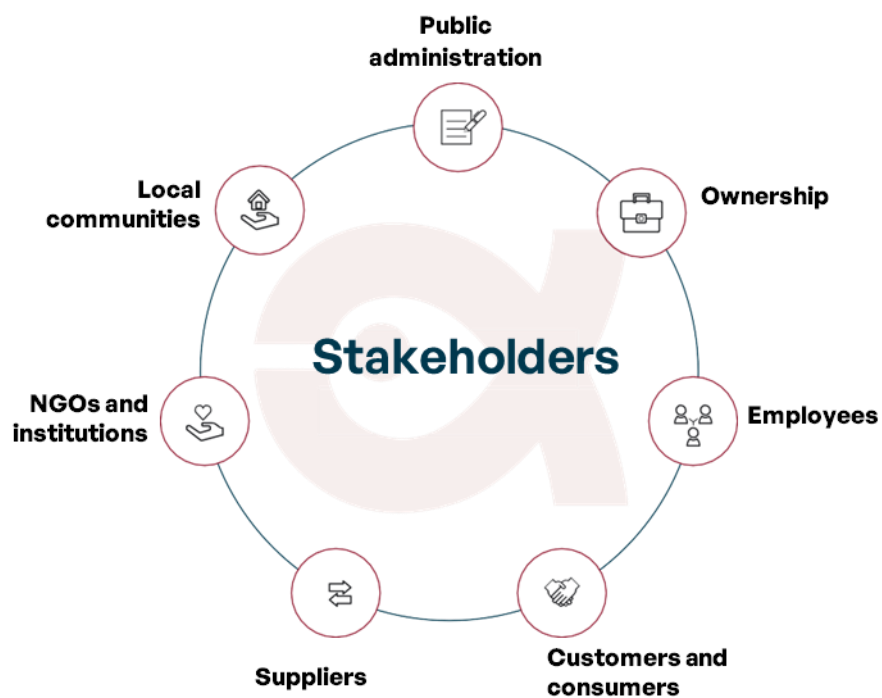 Public
administration
Local
communities
Ownership
Stakeholders
NGOs and
institutions
Employees
Suppliers
Customers and
consumers